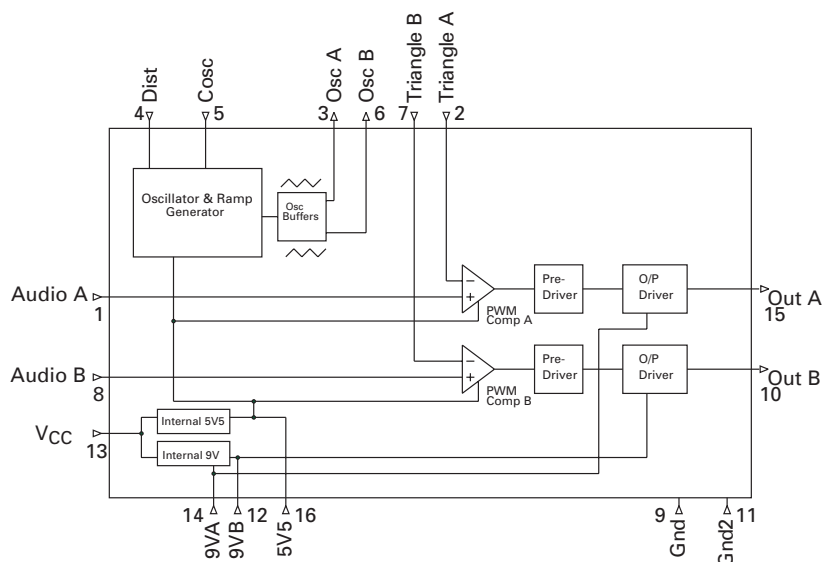 Dist
Cosc
Osc A
Osc B
Triangle B
Triangle A
4
5
3
6
7
2
Oscillator & Ramp
Generator
Osc
Buffers
Audio A
1
Pre-
Driver
O/P
Driver
Out A
15
PWM
Comp A
Audio B
8
Pre-
Driver
O/P
Driver
Out B
10
PWM
Comp B
VCC
13
Internal 5V5
Internal 9V
14
12
16
9
11
9VA
9VB
5V5
Gnd
Gnd2